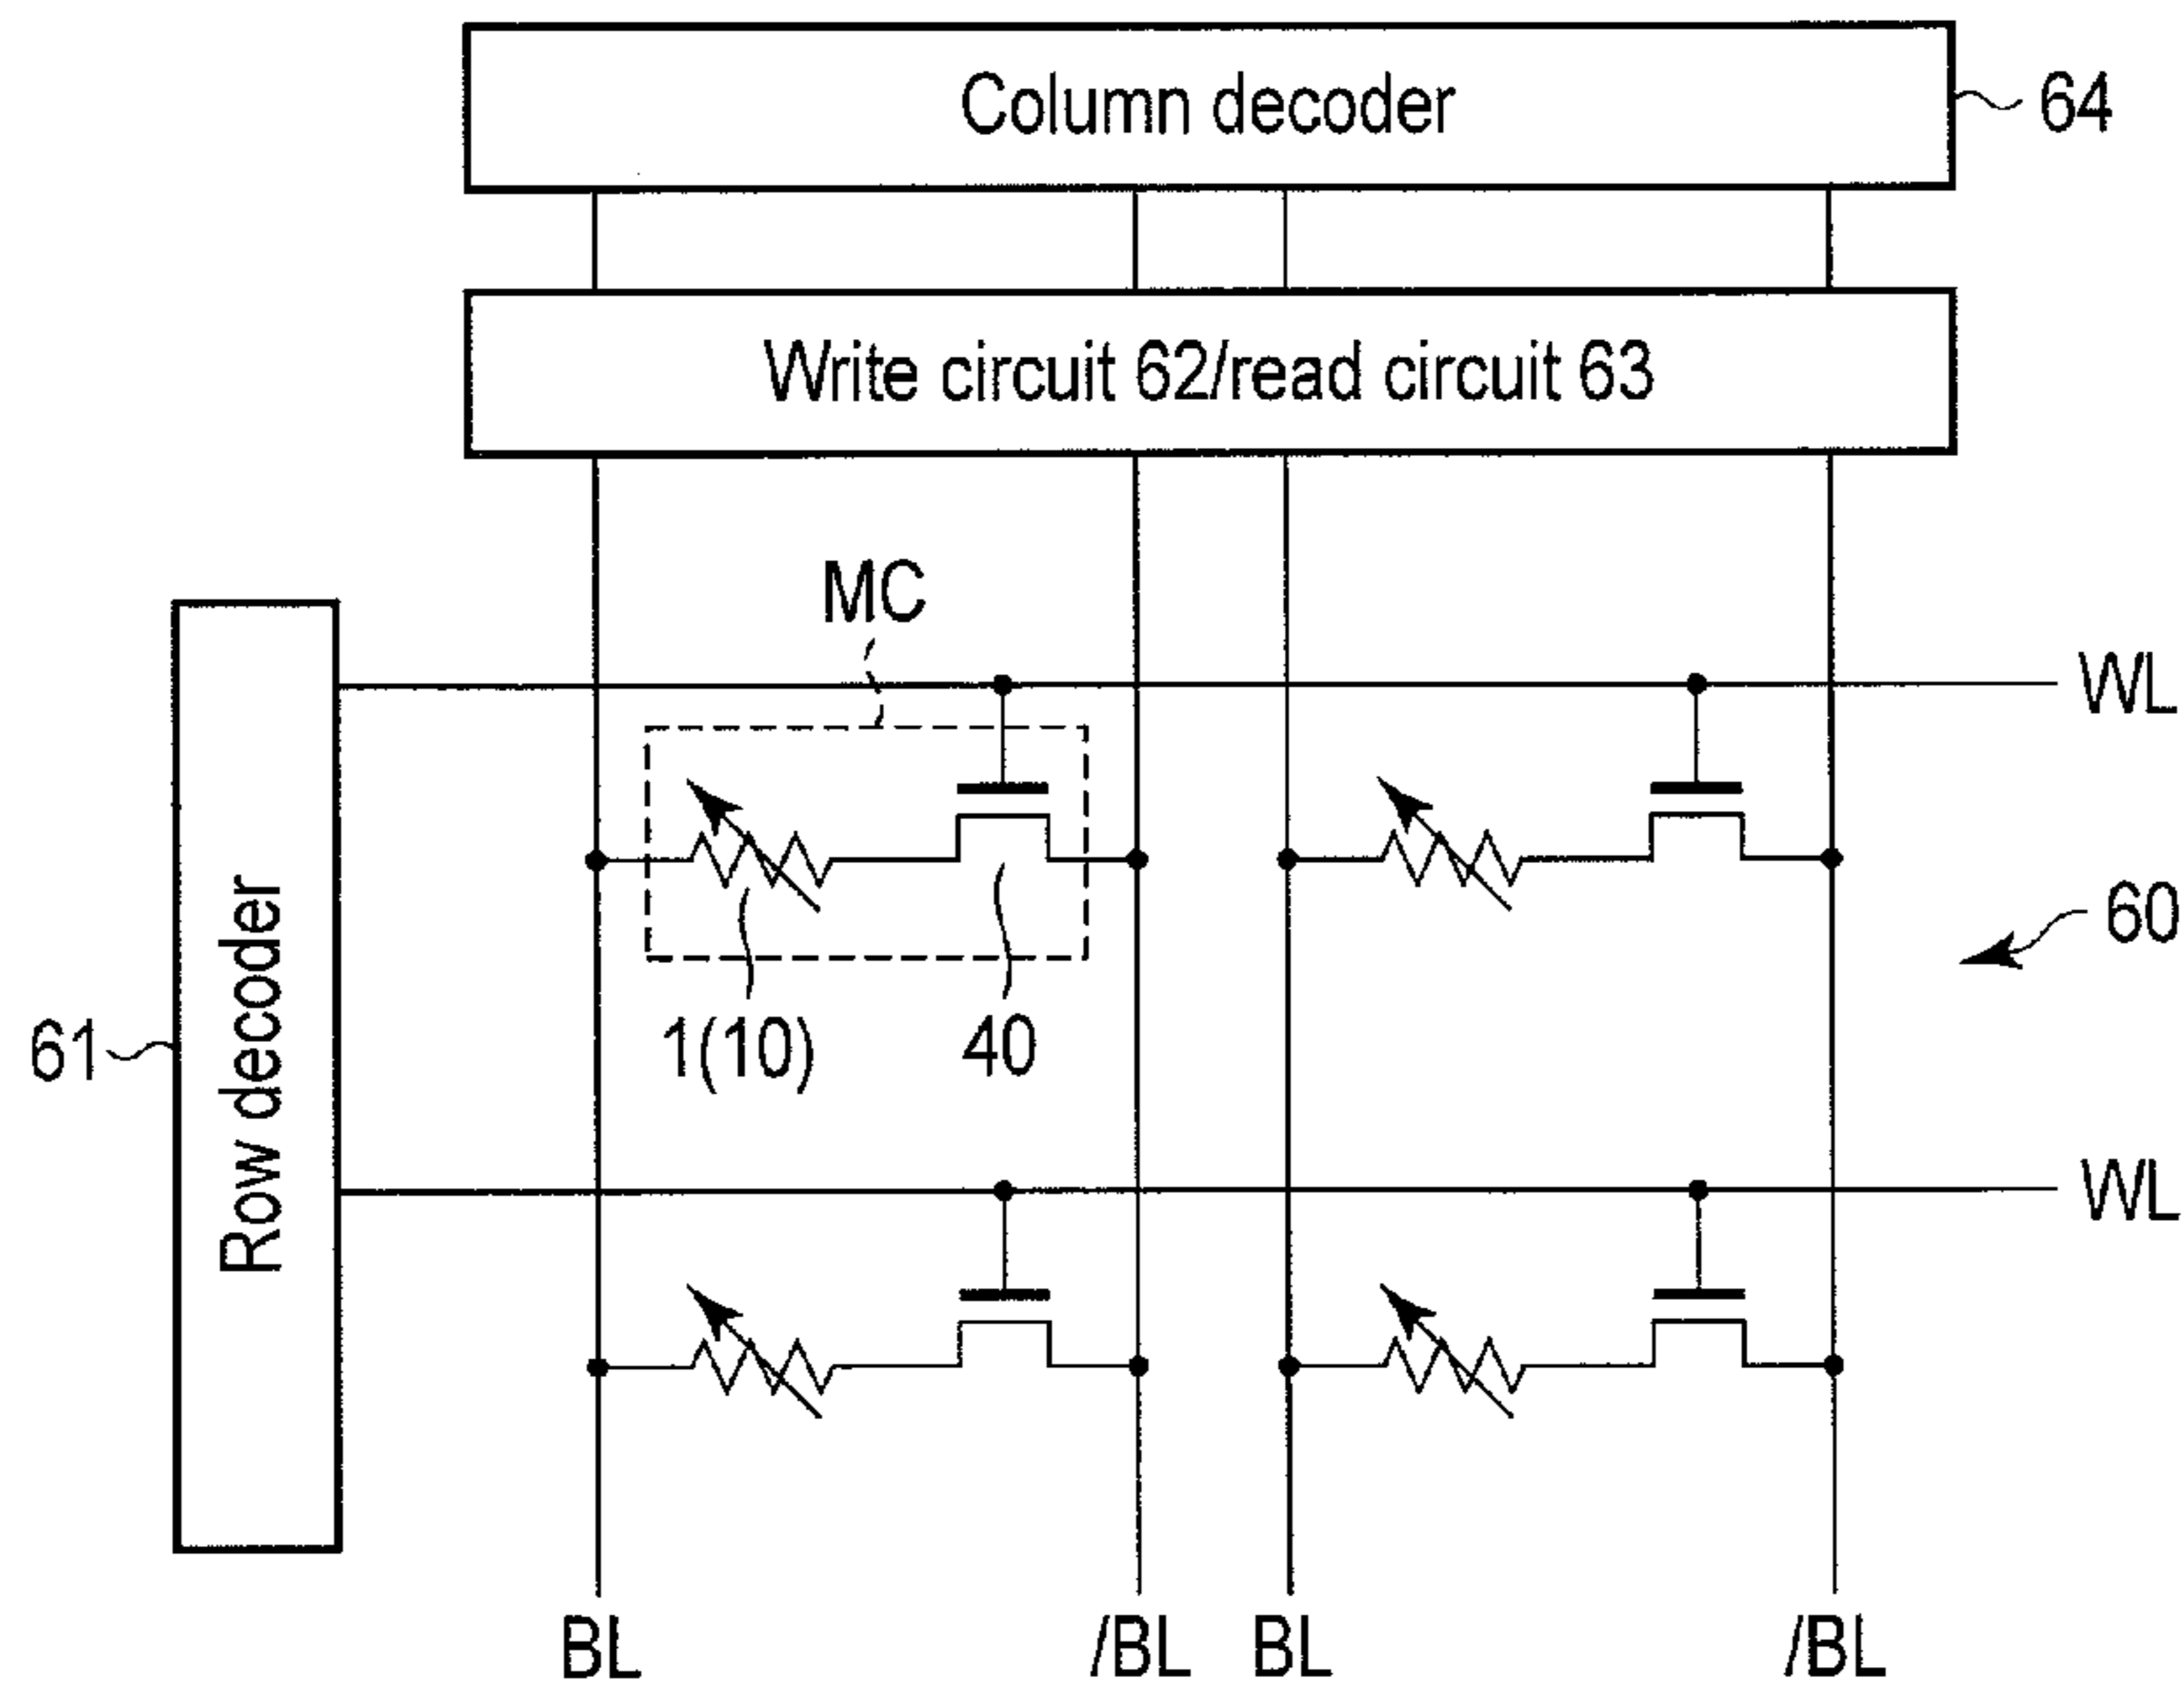 Column decoder
64
Write circuit 62/read circuit 63
MC
WL
60
Row decoder
61
1(10)
40
WL
BL
/BL
BL
/BL